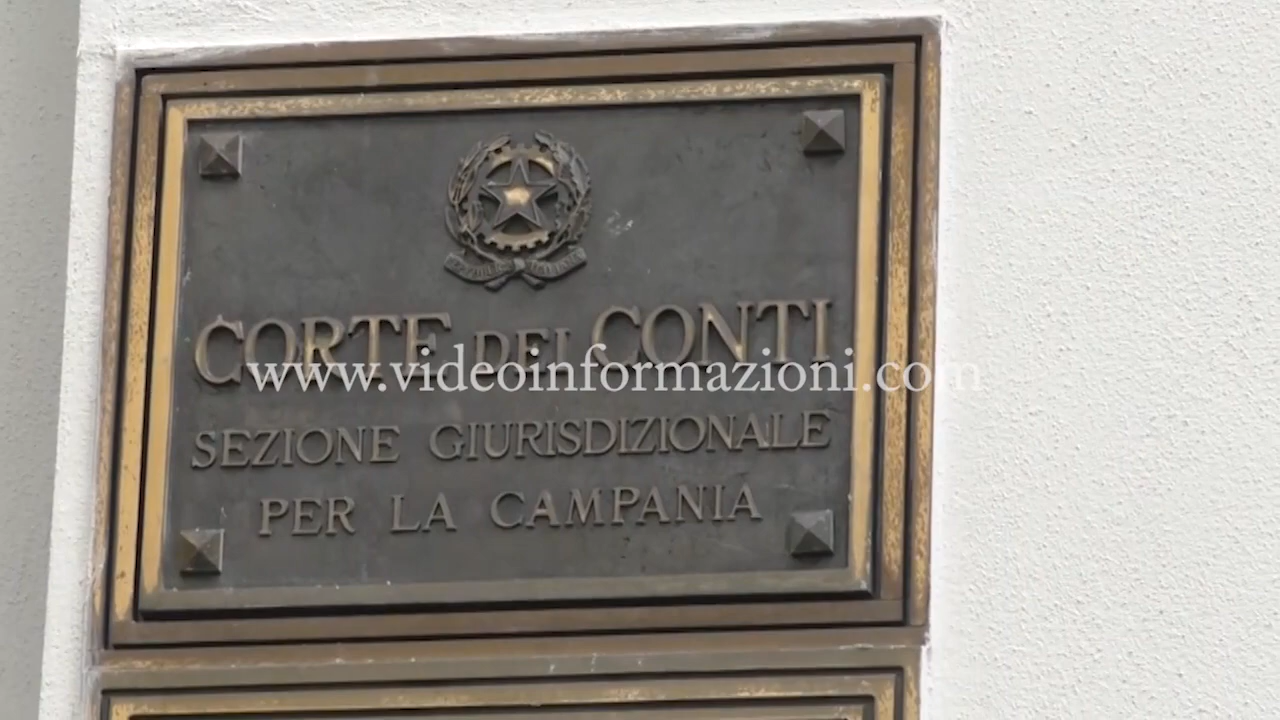 CORTE DEI CONTI
www.videoinformazioni.com
SEZIONE GIURISDIZIONALE
PER LA CAMPANIA